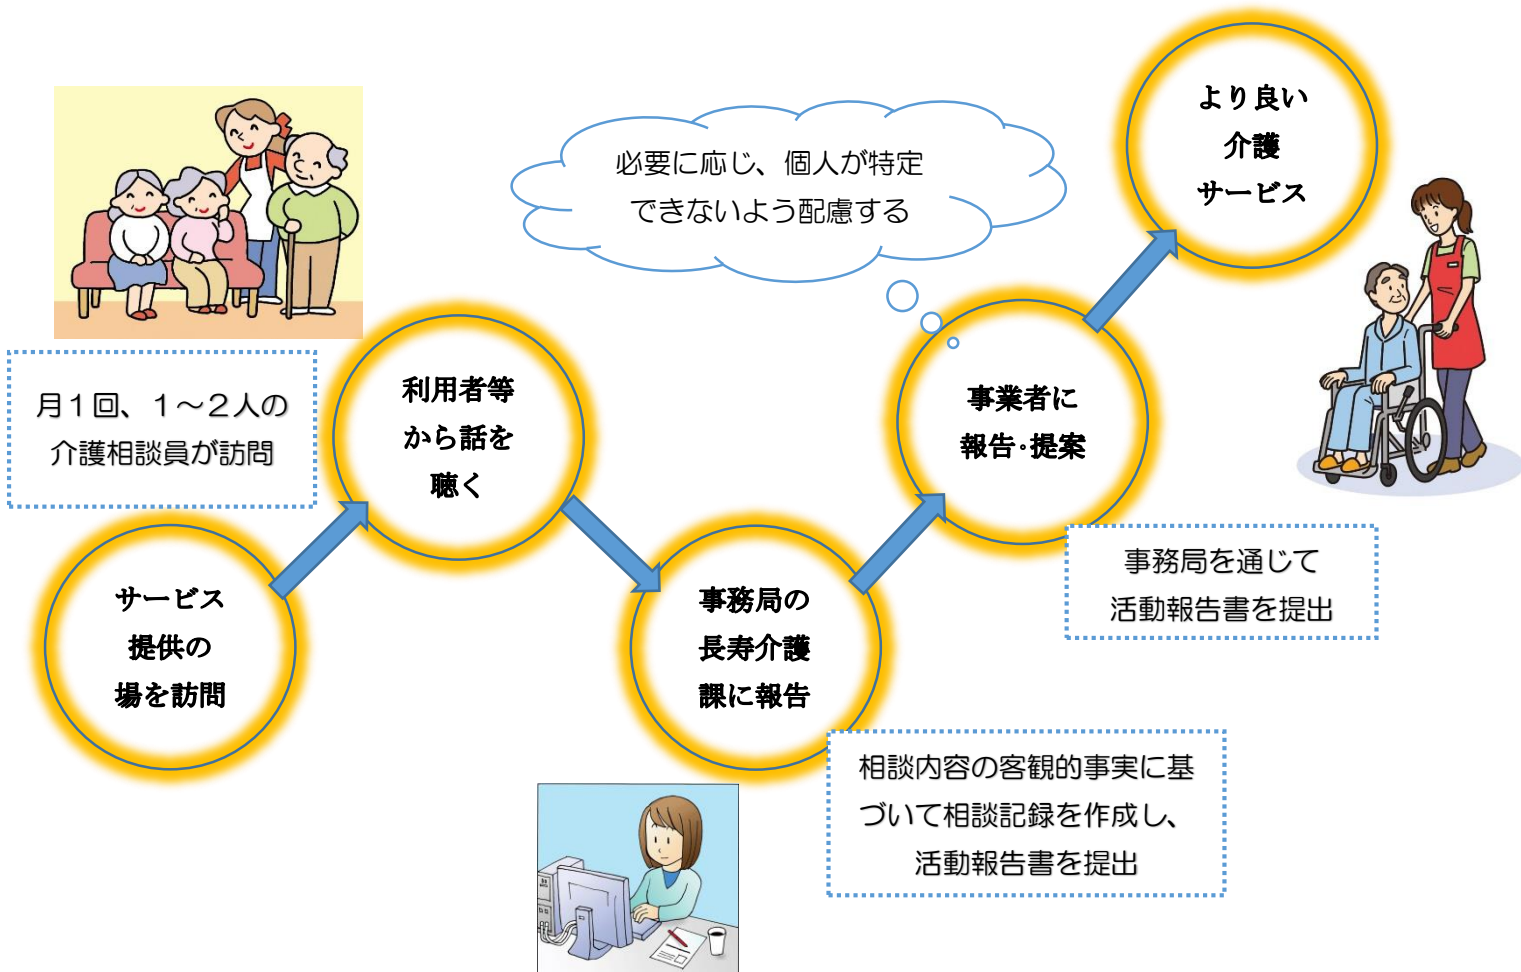 月１回、１～２人の
介護相談員が訪問
サービス
提供の
場を訪問
利用者等
から話を
聴く
事務局の
長寿介護
課に報告
相談内容の客観的事実に基
づいて相談記録を作成し、
活動報告書を提出
必要に応じ、個人が特定
できないよう配慮する
事業者に
報告・提案
事務局を通じて
活動報告書を提出
より良い
介護
サービス